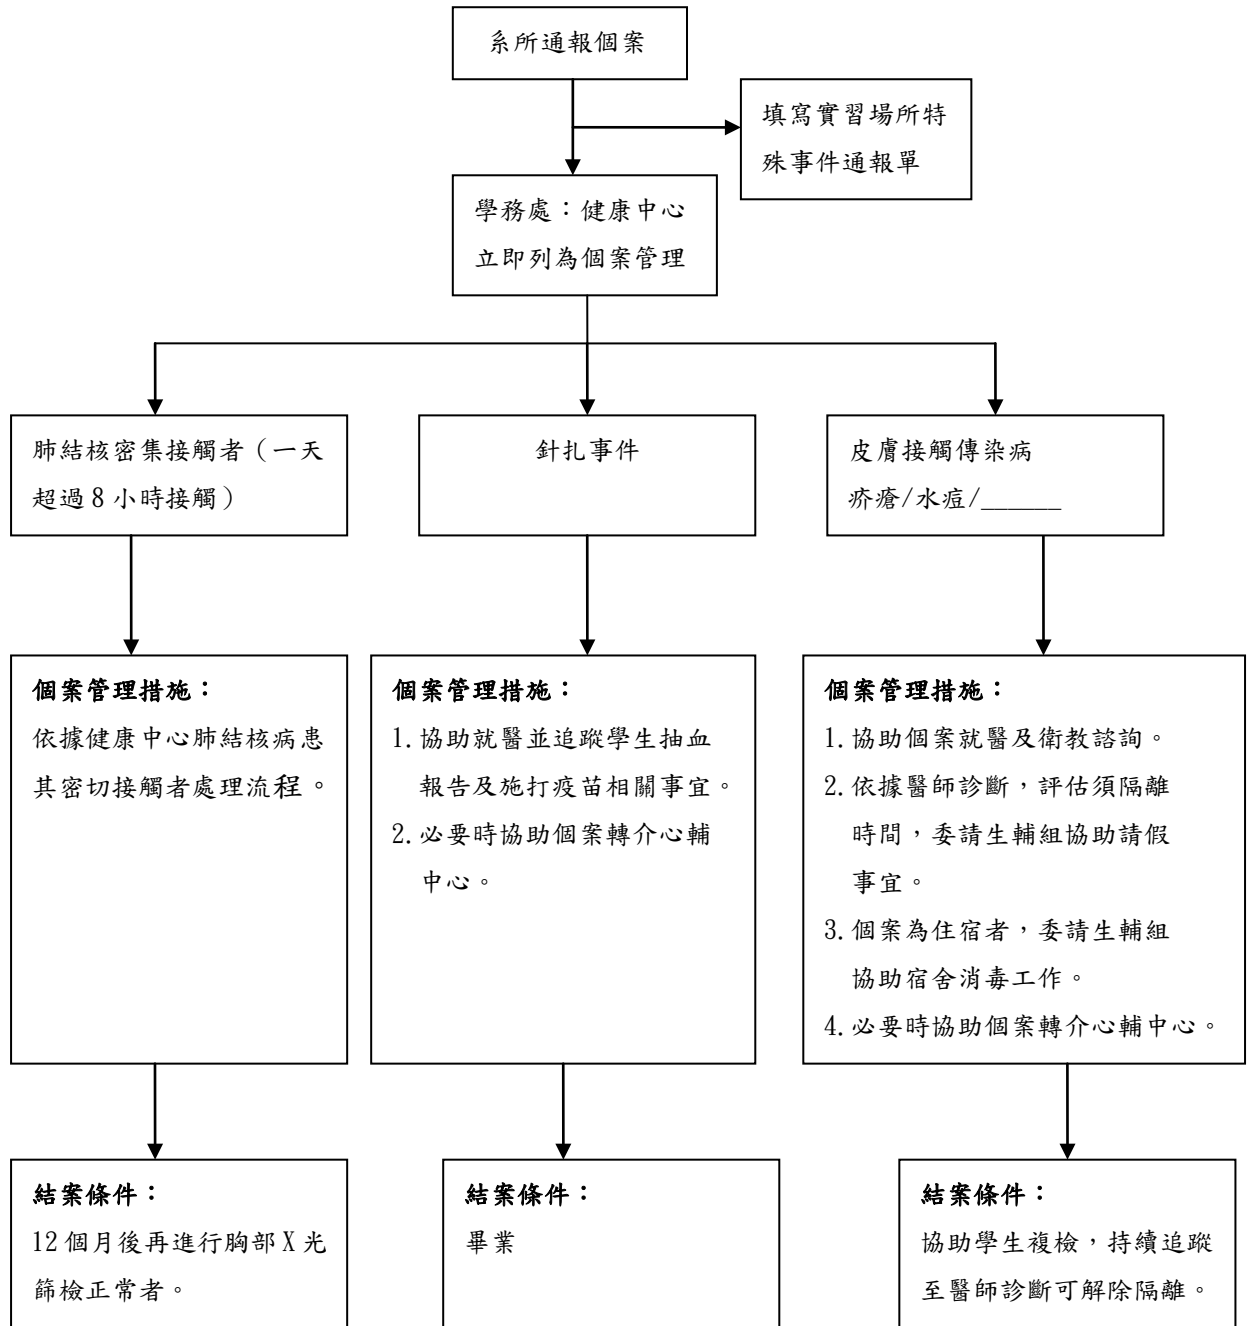 系所通報個案
填寫實習場所特
殊事件通報單
學務處：健康中心
立即列為個案管理
肺結核密集接觸者（一天
超過8小時接觸）
針扎事件
皮膚接觸傳染病
疥瘡/水痘/______
個案管理措施：
依據健康中心肺結核病患
其密切接觸者處理流程。
個案管理措施：
1.協助就醫並追蹤學生抽血
報告及施打疫苗相關事宜。
2.必要時協助個案轉介心輔
中心。
個案管理措施：
1.協助個案就醫及衛教諮詢。
2.依據醫師診斷，評估須隔離
時間，委請生輔組協助請假
事宜。
3.個案為住宿者，委請生輔組
協助宿舍消毒工作。
4.必要時協助個案轉介心輔中心。
結案條件：
12個月後再進行胸部X光
篩檢正常者。
結案條件：
畢業
結案條件：
協助學生複檢，持續追蹤
至醫師診斷可解除隔離。